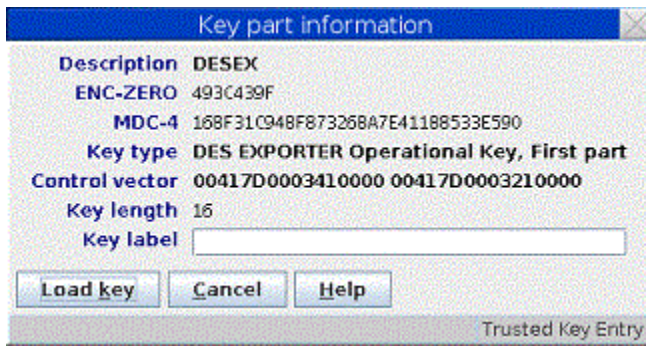 Key part information
Description DESEX
ENC-ZERO 493C439F
MDC-4 168F31C948F873268A7E41188533E590
Key type DES EXPORTER Operational Key, First part
Control vector 00417D0003410000 00417D0003210000
Key length 16
Key label
Load key Cancel Help
Trusted Key Entry